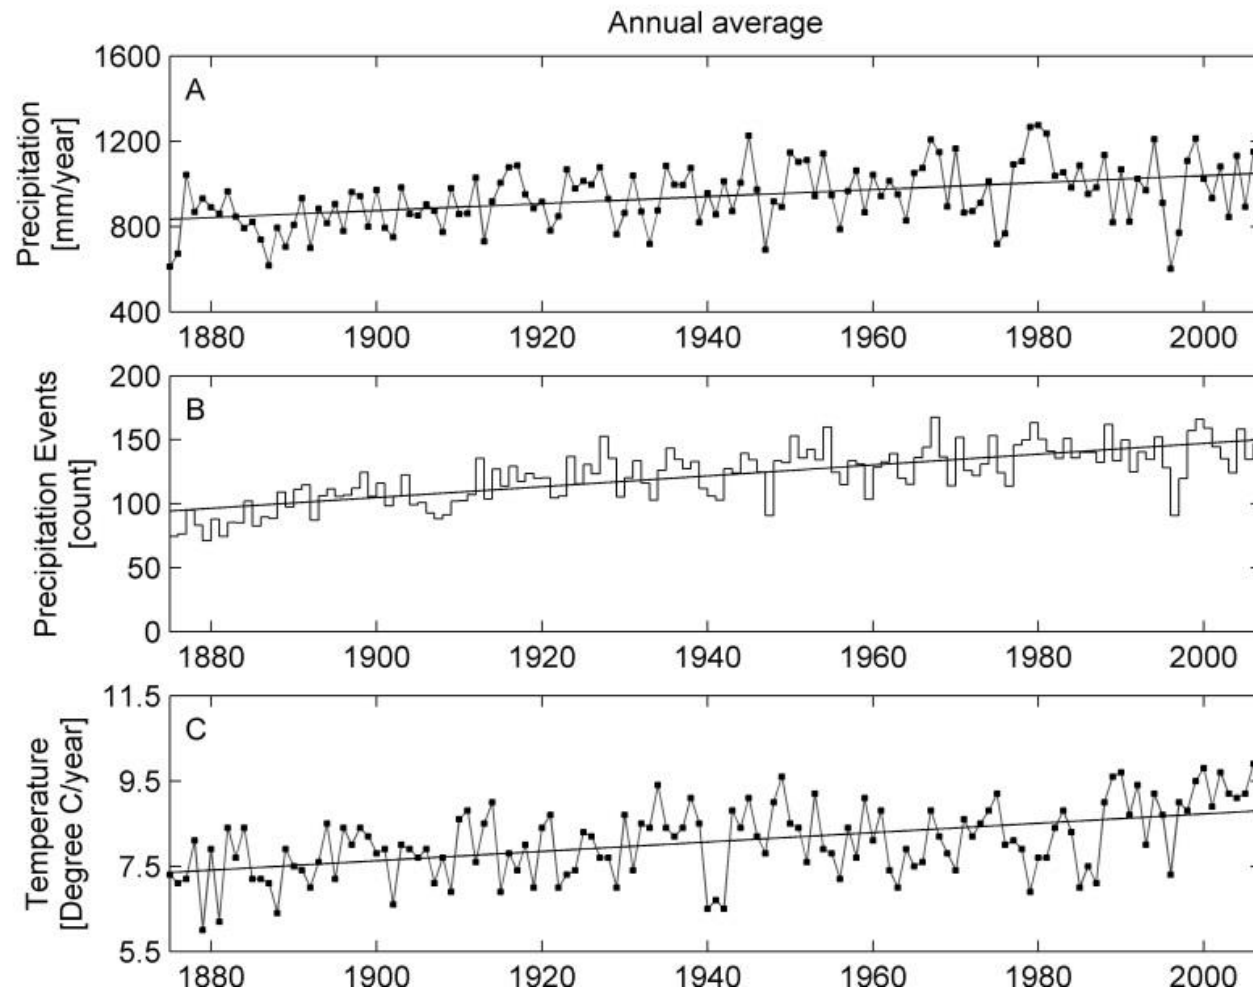 Annual average
A
Precipitation
[mm/year]
1600
1200
800
400
1880 1900 1920 1940 1960 1980 2000
B
Precipitation Events
[count]
200
150
100
50
0
1880 1900 1920 1940 1960 1980 2000
C
Temperature
[Degree C/year]
11.5
9.5
7.5
5.5
1880 1900 1920 1940 1960 1980 2000